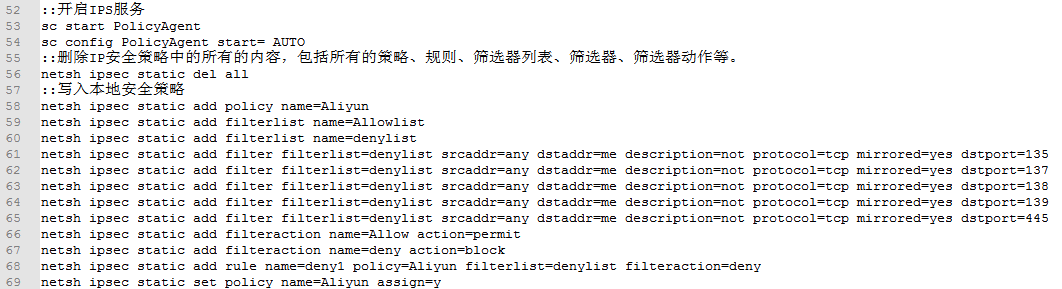 52 ::开启IPS服务
53 sc start PolicyAgent
54 sc config PolicyAgent start= AUTO
55 ::删除IP安全策略中的所有的内容，包括所有的策略、规则、筛选器列表、筛选器、筛选器动作等。
56 netsh ipsec static del all
57 ::写入本地安全策略
58 netsh ipsec static add policy name=Aliyun
59 netsh ipsec static add filterlist name=Allowlist
60 netsh ipsec static add filterlist name=denylist
61 netsh ipsec static add filter filterlist=denylist srcaddr=any dstaddr=me description=not protocol=tcp mirrored=yes dstport=135
62 netsh ipsec static add filter filterlist=denylist srcaddr=any dstaddr=me description=not protocol=tcp mirrored=yes dstport=137
63 netsh ipsec static add filter filterlist=denylist srcaddr=any dstaddr=me description=not protocol=tcp mirrored=yes dstport=138
64 netsh ipsec static add filter filterlist=denylist srcaddr=any dstaddr=me description=not protocol=tcp mirrored=yes dstport=139
65 netsh ipsec static add filter filterlist=denylist srcaddr=any dstaddr=me description=not protocol=tcp mirrored=yes dstport=445
66 netsh ipsec static add filteraction name=Allow action=permit
67 netsh ipsec static add filteraction name=deny action=block
68 netsh ipsec static add rule name=deny1 policy=Aliyun filterlist=denylist filteraction=deny
69 netsh ipsec static set policy name=Aliyun assign=y